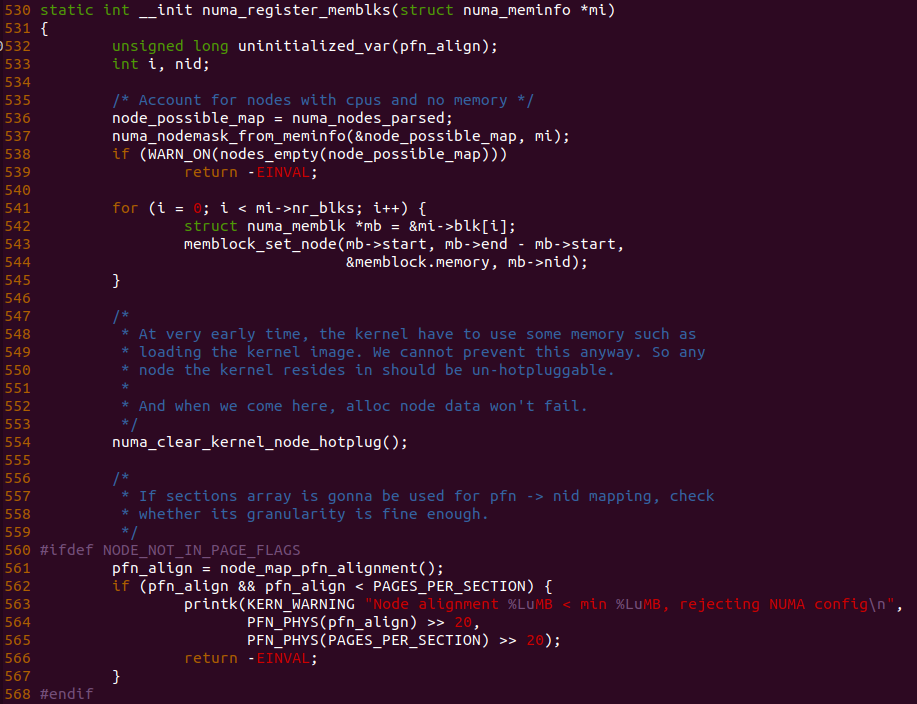 530 static int __init numa_register_memblks(struct numa_meminfo *mi)
531 {
532         unsigned long uninitialized_var(pfn_align);
533         int i, nid;
534
535         /* Account for nodes with cpus and no memory */
536         node_possible_map = numa_nodes_parsed;
537         numa_nodemask_from_meminfo(&node_possible_map, mi);
538         if (WARN_ON(nodes_empty(node_possible_map)))
539                 return -EINVAL;
540
541         for (i = 0; i < mi->nr_blks; i++) {
542                 struct numa_memblk *mb = &mi->blk[i];
543                 memblock_set_node(mb->start, mb->end - mb->start,
544                                   &memblock.memory, mb->nid);
545         }
546
547         /*
548          * At very early time, the kernel have to use some memory such as
549          * loading the kernel image. We cannot prevent this anyway. So any
550          * node the kernel resides in should be un-hotpluggable.
551          *
552          * And when we come here, alloc node data won't fail.
553          */
554         numa_clear_kernel_node_hotplug();
555
556         /*
557          * If sections array is gonna be used for pfn -> nid mapping, check
558          * whether its granularity is fine enough.
559          */
560 #ifdef NODE_NOT_IN_PAGE_FLAGS
561         pfn_align = node_map_pfn_alignment();
562         if (pfn_align && pfn_align < PAGES_PER_SECTION) {
563                 printk(KERN_WARNING "Node alignment %LuMB < min %LuMB, rejecting NUMA config\n",
564                        PFN_PHYS(pfn_align) >> 20,
565                        PFN_PHYS(PAGES_PER_SECTION) >> 20);
566                 return -EINVAL;
567         }
568 #endif